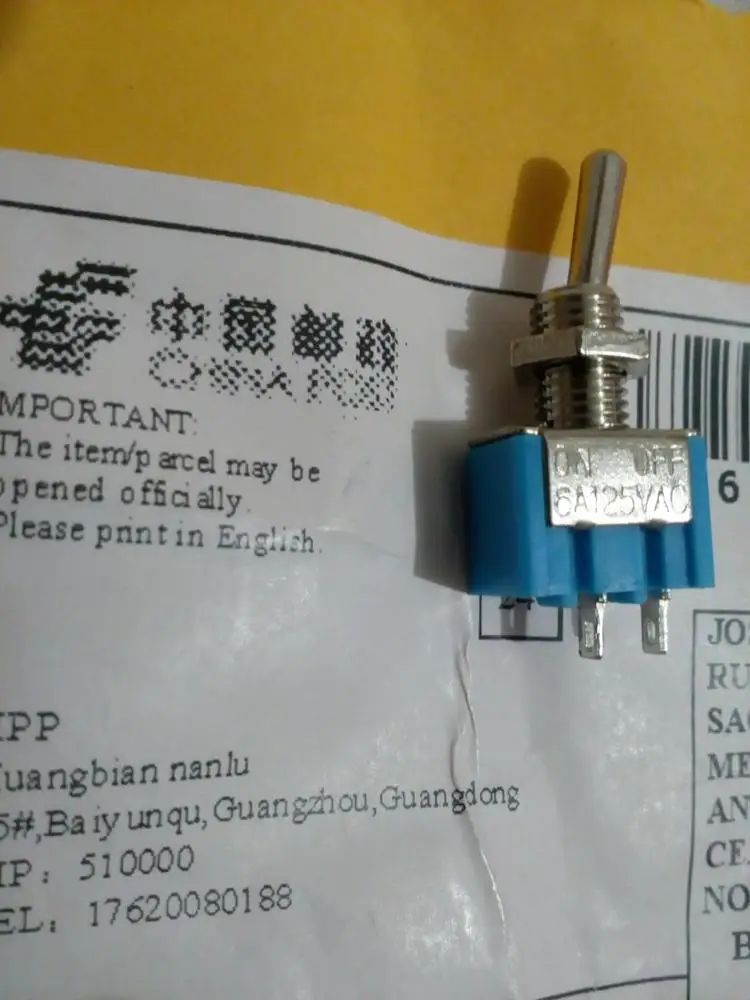 中国邮政
CHINA POST
MPORTANT:
The item/parcel may be
opened officially.
Please print in English.
ON OFF
6A125VAC
6
IPP
uangbian nanlu
5#,Baiyunqu,Guangzhou,Guangdong
IP: 510000
EL: 17620080188
JO
RU
SA
ME
AN
CE
NO
B